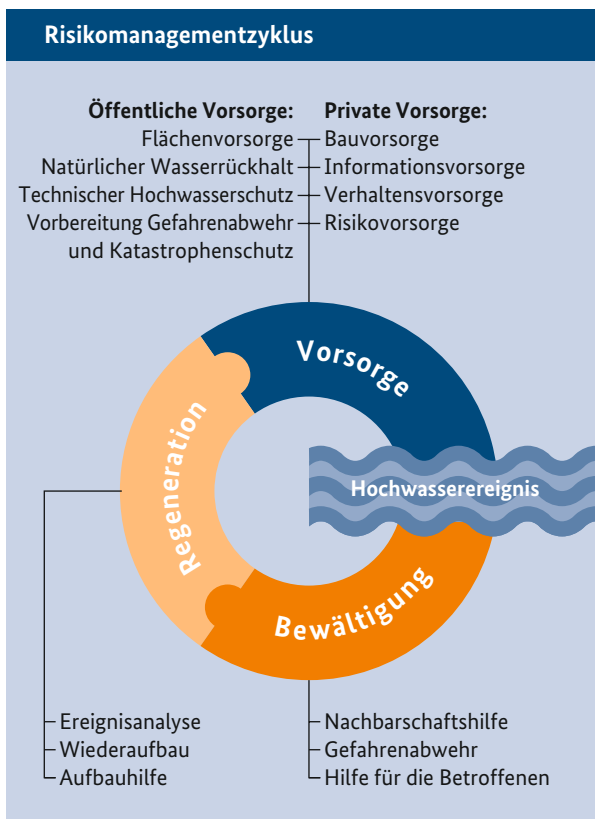 Risikomanagementzyklus
Öffentliche Vorsorge:
Flächenvorsorge
Natürlicher Wasserrückhalt
Technischer Hochwasserschutz
Vorbereitung Gefahrenabwehr
und Katastrophenschutz
Private Vorsorge:
Bauvorsorge
Informationsvorsorge
Verhaltensvorsorge
Risikovorsorge
Vorsorge
Hochwasserereignis
Bewältigung
Regeneration
Ereignisanalyse
Wiederaufbau
Aufbauhilfe
Nachbarschaftshilfe
Gefahrenabwehr
Hilfe für die Betroffenen